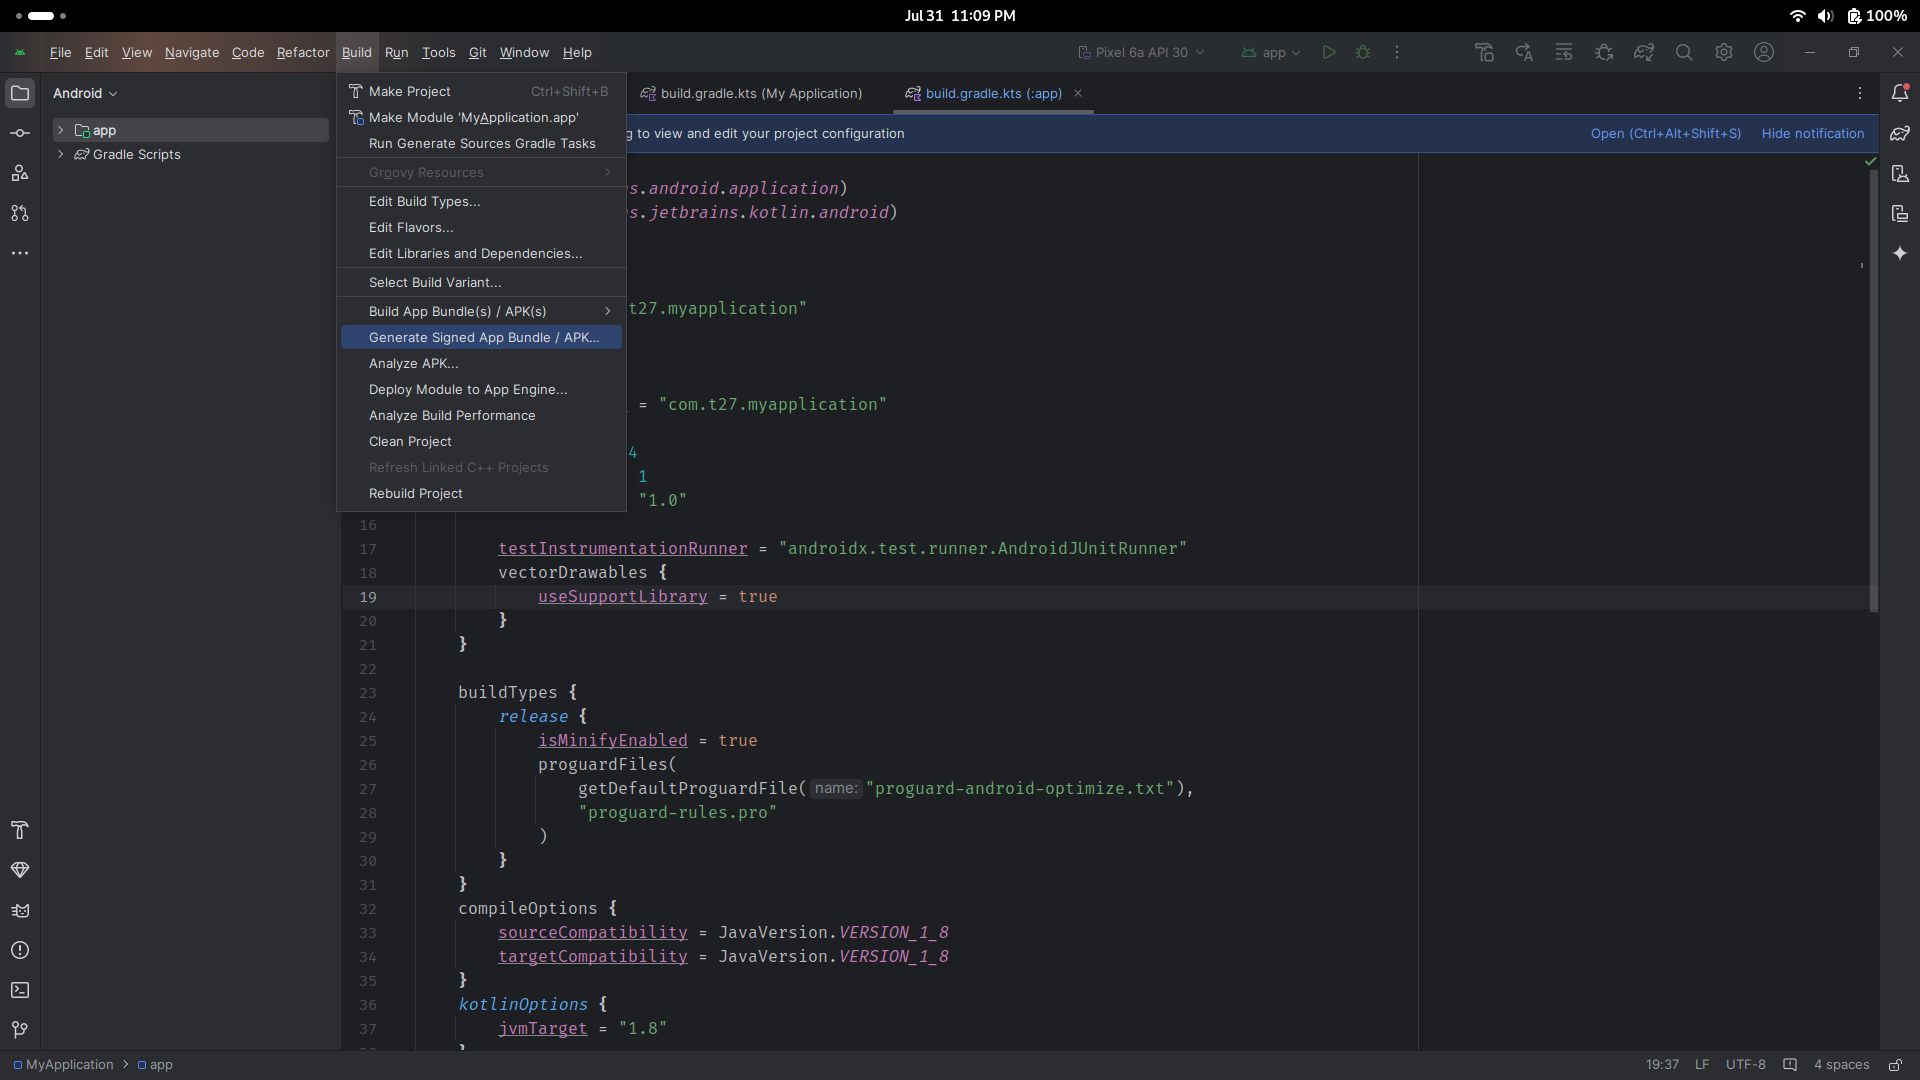 Jul 31 11:09 PM
100%
File Edit View Navigate Code Refactor Build Run Tools Git Window Help
Pixel 6a API 30
app
Android
app
Gradle Scripts
Make Project Ctrl+Shift+B
Make Module 'MyApplication.app'
Run Generate Sources Gradle Tasks
Groovy Resources
Edit Build Types...
Edit Flavors...
Edit Libraries and Dependencies...
Select Build Variant...
Build App Bundle(s) / APK(s)
Generate Signed App Bundle / APK...
Analyze APK...
Deploy Module to App Engine...
Analyze Build Performance
Clean Project
Refresh Linked C++ Projects
Rebuild Project
build.gradle.kts (My Application)
build.gradle.kts (:app)
to view and edit your project configuration
Open (Ctrl+Alt+Shift+S) Hide notification
s.android.application)
s.jetbrains.kotlin.android)
t27.myapplication"
= "com.t27.myapplication"
4
1
"1.0"
16
17 testInstrumentationRunner = "androidx.test.runner.AndroidJUnitRunner"
18 vectorDrawables {
19 useSupportLibrary = true
20 }
21 }
22
23 buildTypes {
24 release {
25 isMinifyEnabled = true
26 proguardFiles(
27 getDefaultProguardFile( name: "proguard-android-optimize.txt"),
28 "proguard-rules.pro"
29 )
30 }
31 }
32 compileOptions {
33 sourceCompatibility = JavaVersion.VERSION_1_8
34 targetCompatibility = JavaVersion.VERSION_1_8
35 }
36 kotlinOptions {
37 jvmTarget = "1.8"
MyApplication > app
19:37 LF UTF-8 4 spaces